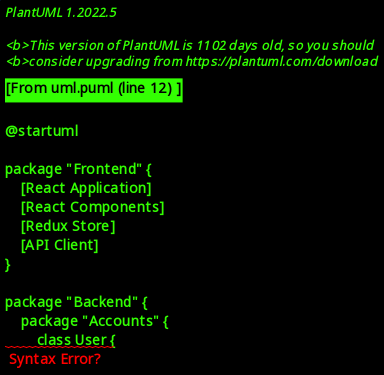 PlantUML 1.2022.5
<b>This version of PlantUML is 1102 days old, so you should
<b>consider upgrading from https://plantuml.com/download
[From uml.puml (line 12) ]
@startuml
package "Frontend" {
[React Application]
[React Components]
[Redux Store]
[API Client]
}
package "Backend" {
package "Accounts" {
class User {
Syntax Error?